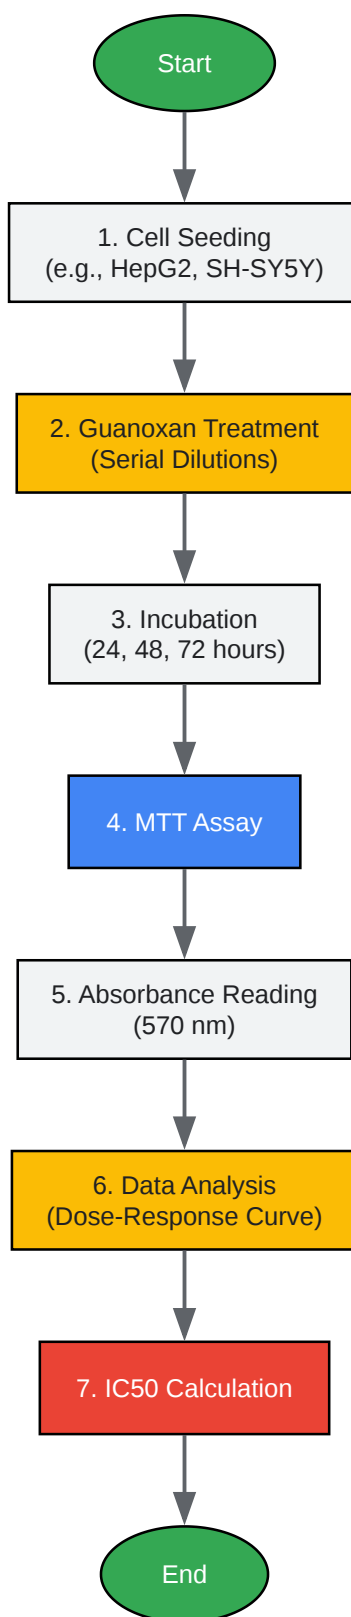 Start
1. Cell Seeding
(e.g., HepG2, SH-SY5Y)
2. Guanoxan Treatment
(Serial Dilutions)
3. Incubation
(24, 48, 72 hours)
4. MTT Assay
5. Absorbance Reading
(570 nm)
6. Data Analysis
(Dose-Response Curve)
7. IC50 Calculation
End